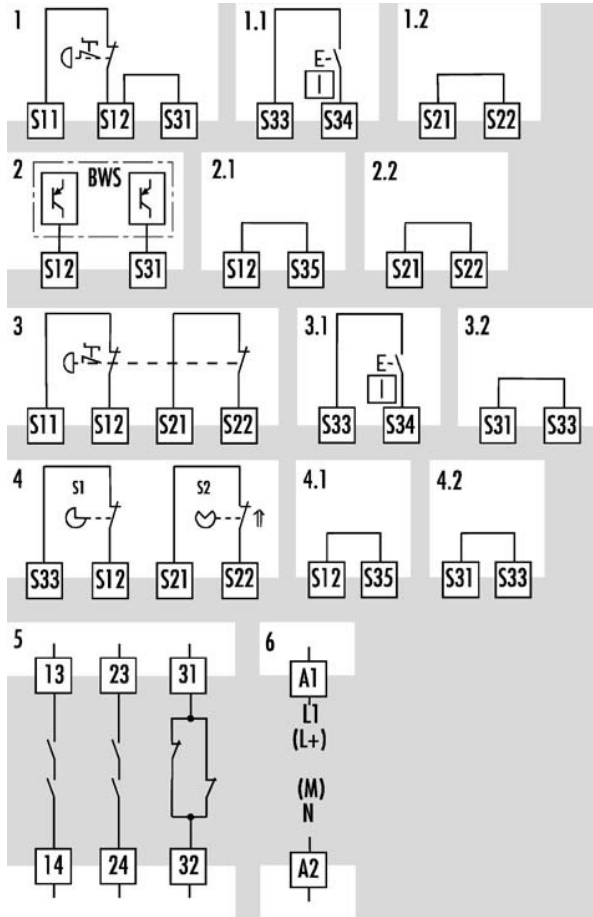 1 1.1 1.2
E-
S11 S12 S31 S33 S34 S21 S22
2 BWS 2.1 2.2
S12 S31 S12 S35 S21 S22
3 3.1 3.2
E-
S11 S12 S21 S22 S33 S34 S31 S33
4 S1 S2 4.1 4.2
S33 S12 S21 S22 S12 S35 S31 S33
5 6
13 23 31 A1
L1
(L+)
(M)
N
14 24 32 A2